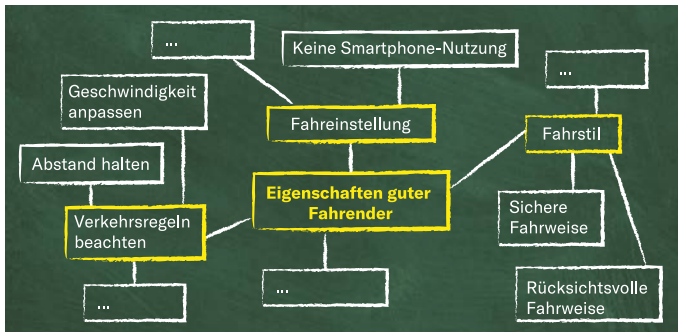 ...
Keine Smartphone-Nutzung
...
Geschwindigkeit
anpassen
Fahreinstellung
Fahrstil
Abstand halten
Eigenschaften guter
Fahrender
Verkehrsregeln
beachten
Sichere
Fahrweise
...
...
Rücksichtsvolle
Fahrweise